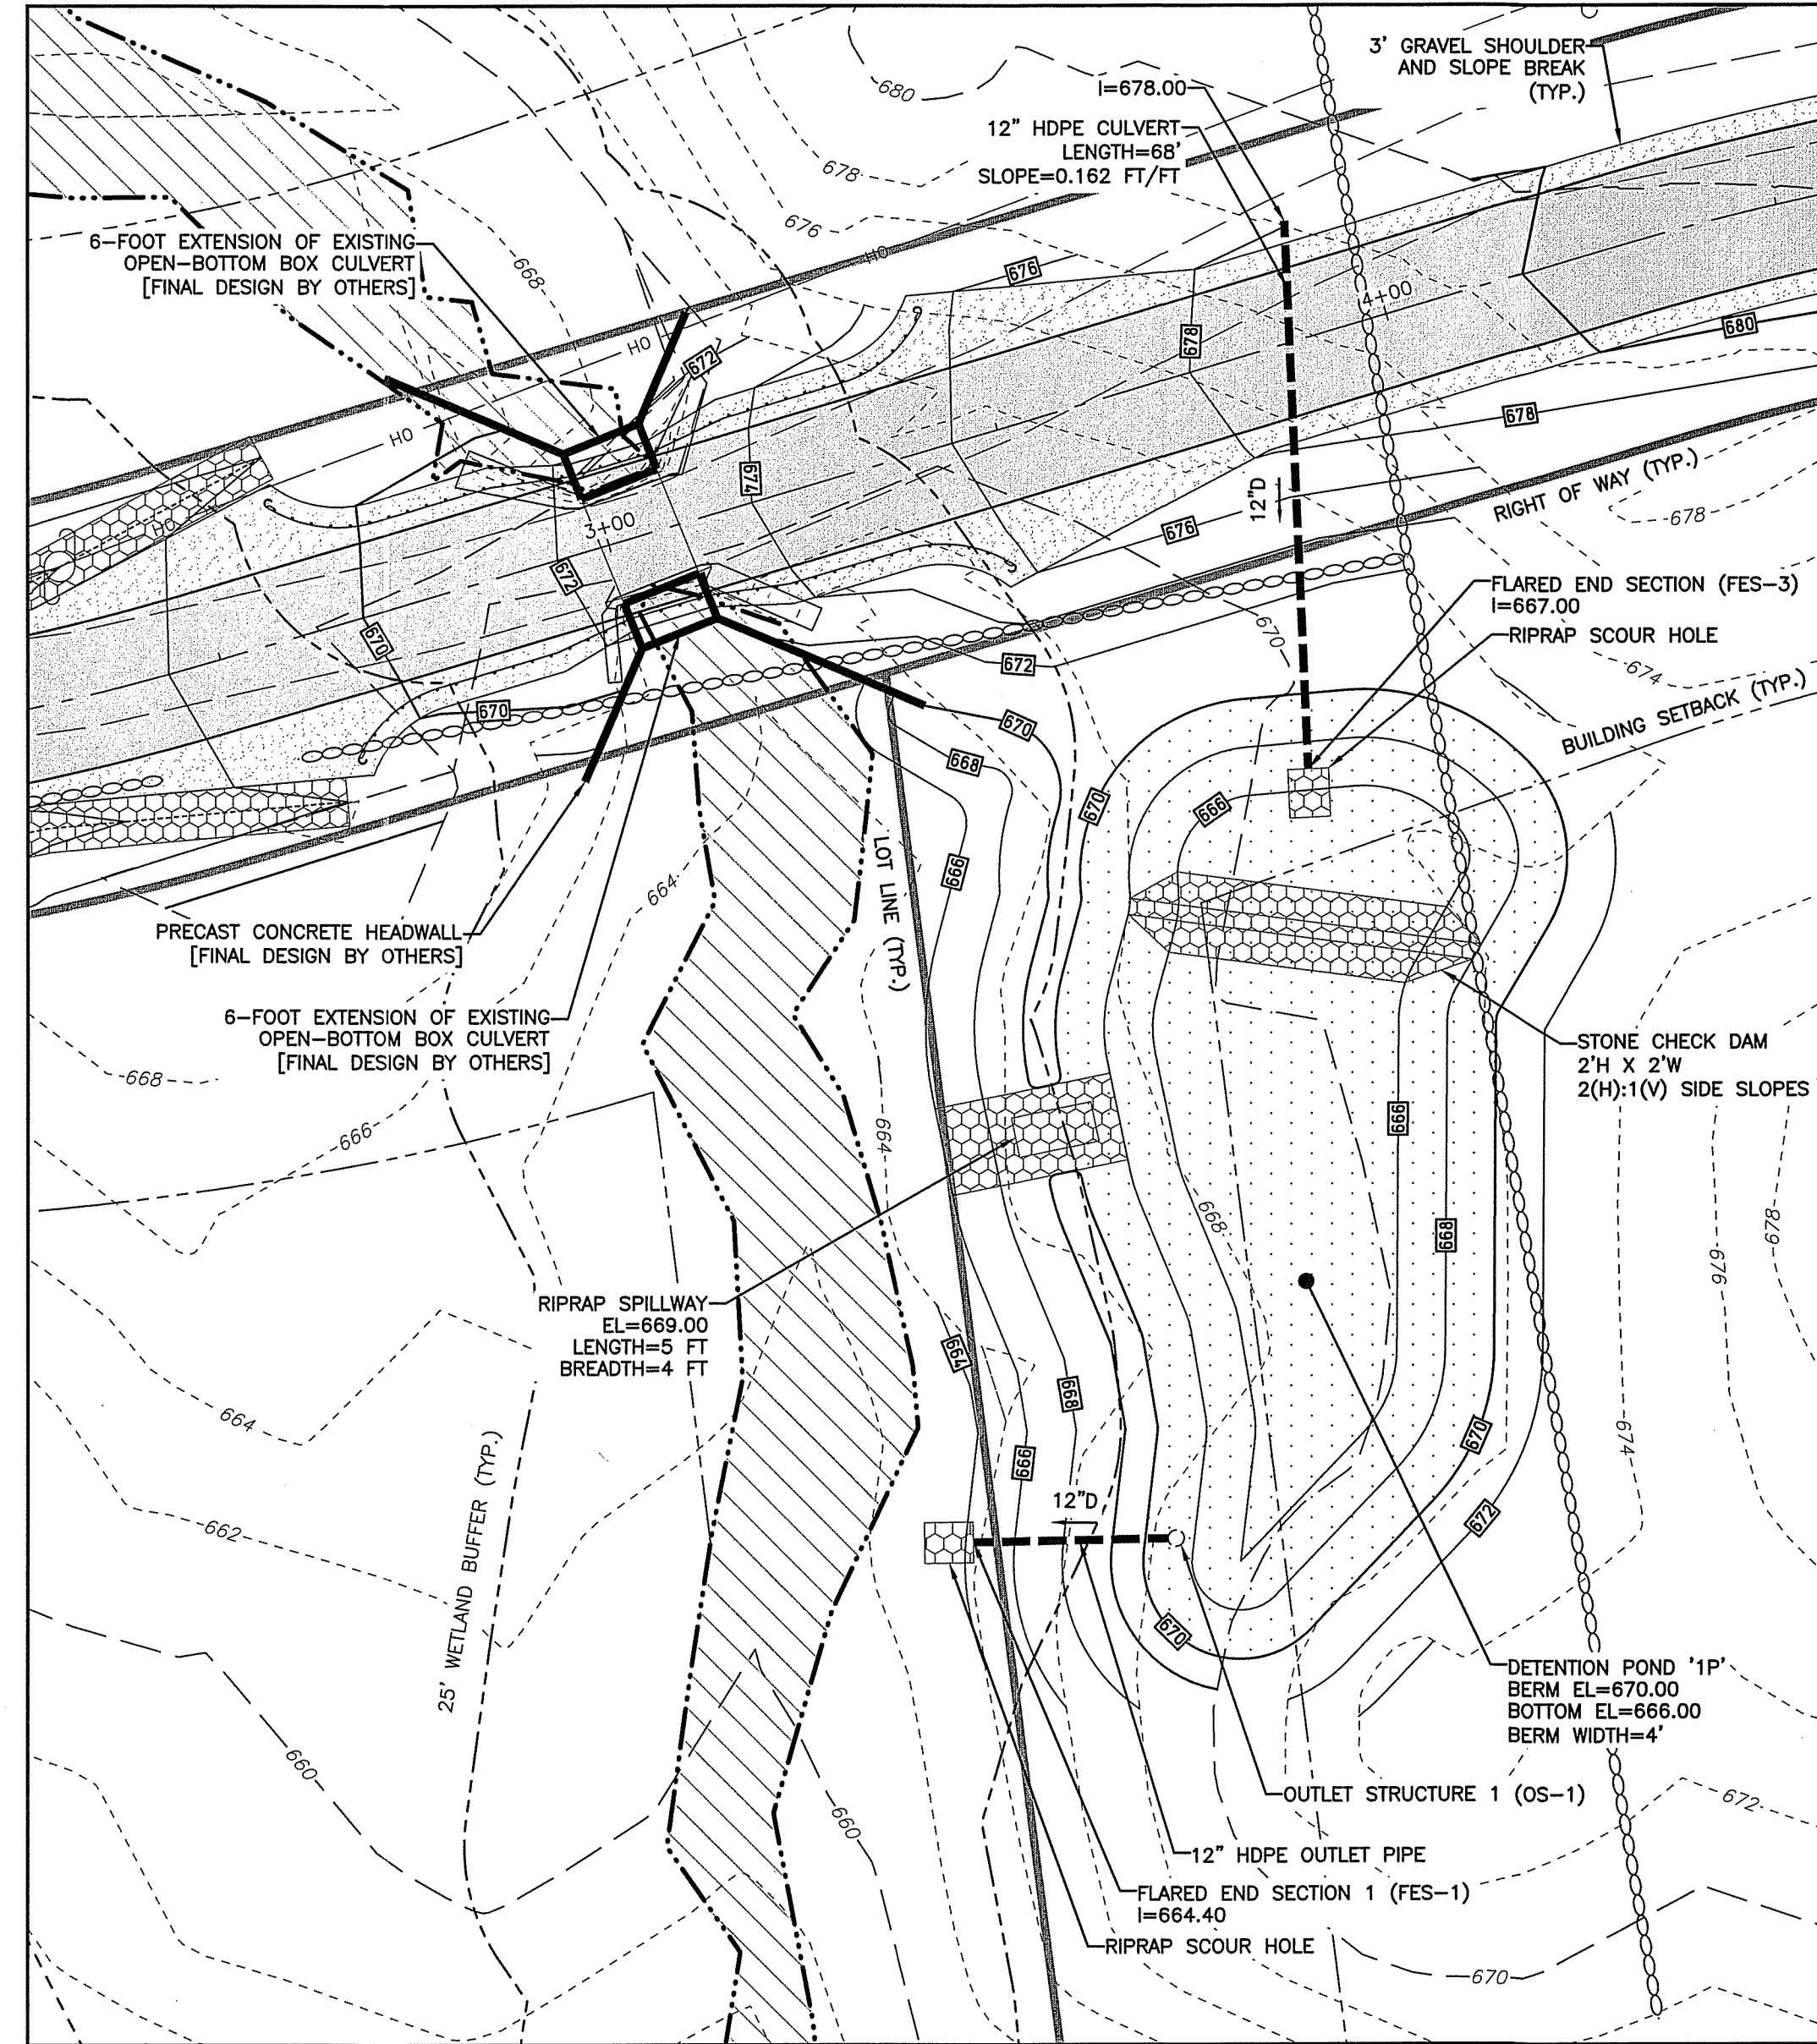 3' GRAVEL SHOULDER
AND SLOPE BREAK
(TYP.)
680
I=678.00
12" HDPE CULVERT
LENGTH=68'
SLOPE=0.162 FT/FT
678
676
HO
6-FOOT EXTENSION OF EXISTING
OPEN-BOTTOM BOX CULVERT
[FINAL DESIGN BY OTHERS]
668
676
4+00
680
678
HO
672
678
HO
674
12"D
RIGHT OF WAY (TYP.)
678
3+00
676
672
FLARED END SECTION (FES-3)
I=667.00
RIPRAP SCOUR HOLE
670
670
672
674
BUILDING SETBACK (TYP.)
670
670
668
670
666
666
664
LOT LINE (TYP.)
PRECAST CONCRETE HEADWALL
[FINAL DESIGN BY OTHERS]
6-FOOT EXTENSION OF EXISTING
OPEN-BOTTOM BOX CULVERT
[FINAL DESIGN BY OTHERS]
STONE CHECK DAM
2'H X 2'W
2(H):1(V) SIDE SLOPES
668
666
664
666
668
668
676
678
RIPRAP SPILLWAY
EL=669.00
LENGTH=5 FT
BREADTH=4 FT
664
668
664
670
674
666
25' WETLAND BUFFER (TYP.)
12"D
672
662
670
DETENTION POND '1P'
BERM EL=670.00
BOTTOM EL=666.00
BERM WIDTH=4'
660
OUTLET STRUCTURE 1 (OS-1)
672
660
12" HDPE OUTLET PIPE
FLARED END SECTION 1 (FES-1)
I=664.40
RIPRAP SCOUR HOLE
670